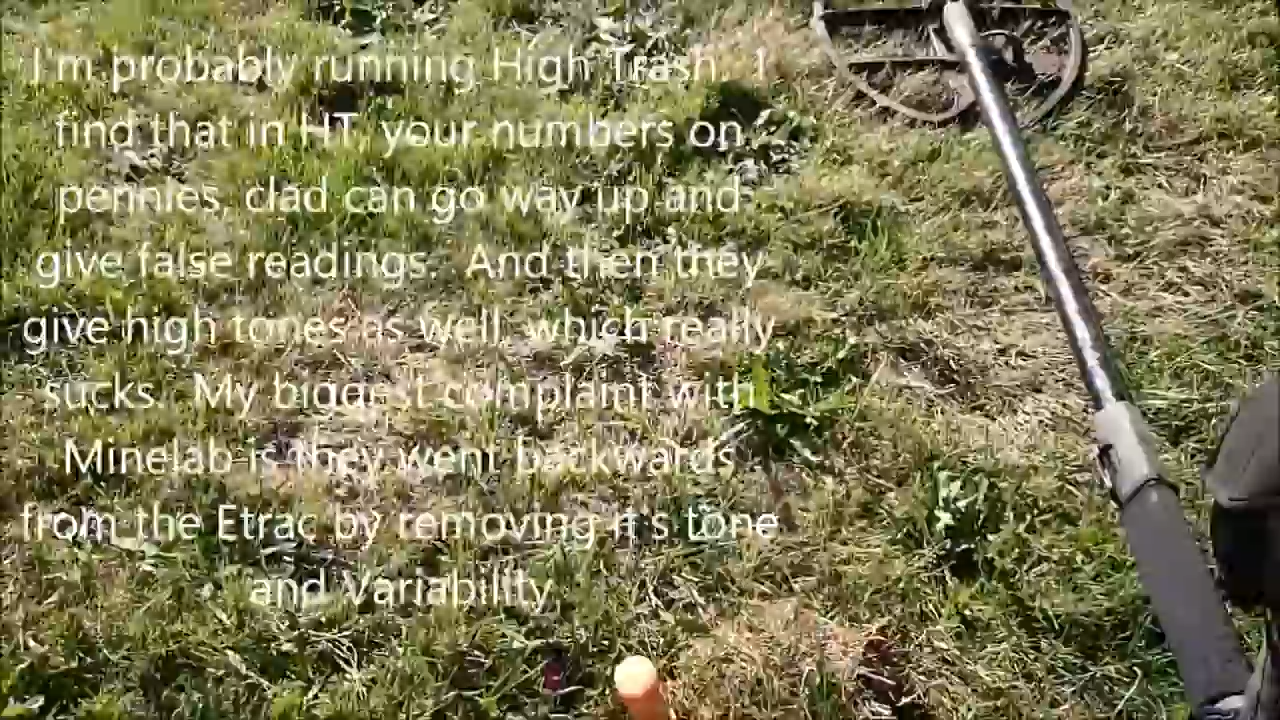 I'm probably running High Trash. I
find that in HT, your numbers on
pennies, clad can go way up and
give false readings. And then they
give high tones as well, which really
sucks. My biggest complaint with
Minelab is they went backwards
from the Etrac by removing it's tone
and Variability